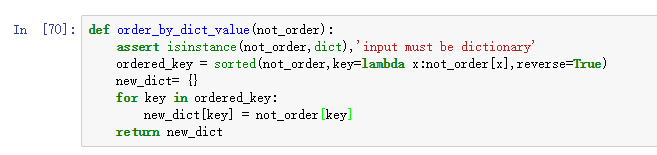 In [70]: def order_by_dict_value(not_order):
    assert isinstance(not_order,dict),'input must be dictionary'
    ordered_key = sorted(not_order,key=lambda x:not_order[x],reverse=True)
    new_dict= {}
    for key in ordered_key:
        new_dict[key] = not_order[key]
    return new_dict